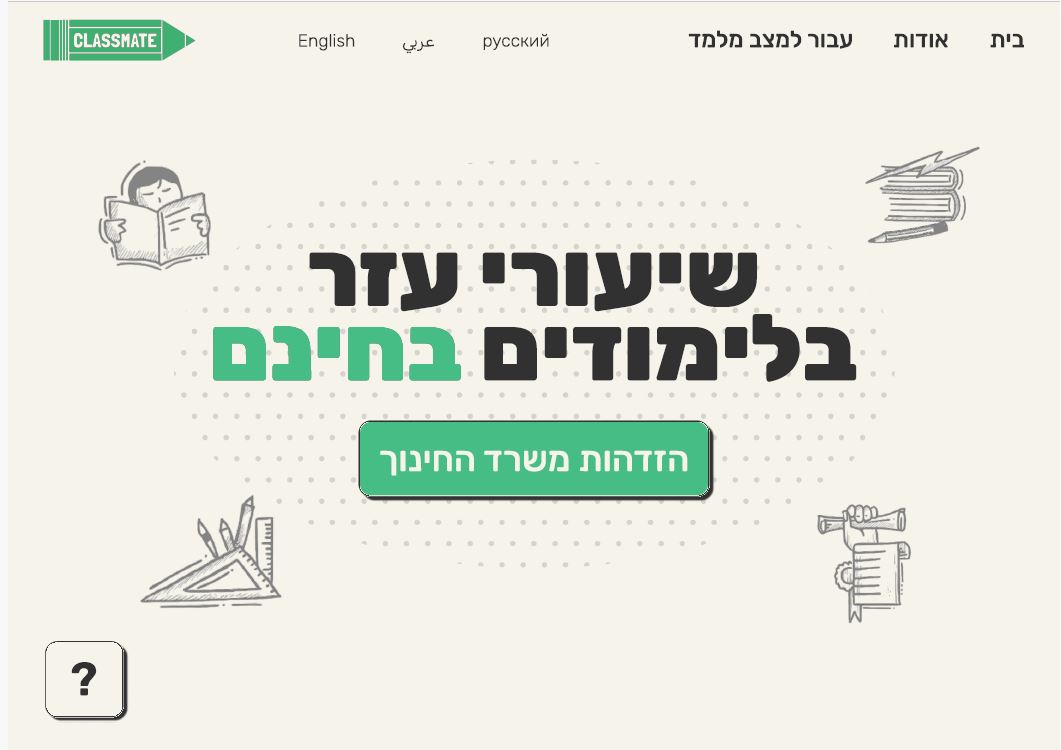 בית
אודות
עבור למצב מלמד
русский
عربي
English
CLASSMATE
שיעורי עזר
בלימודים בחינם
הזדהות משרד החינוך
?